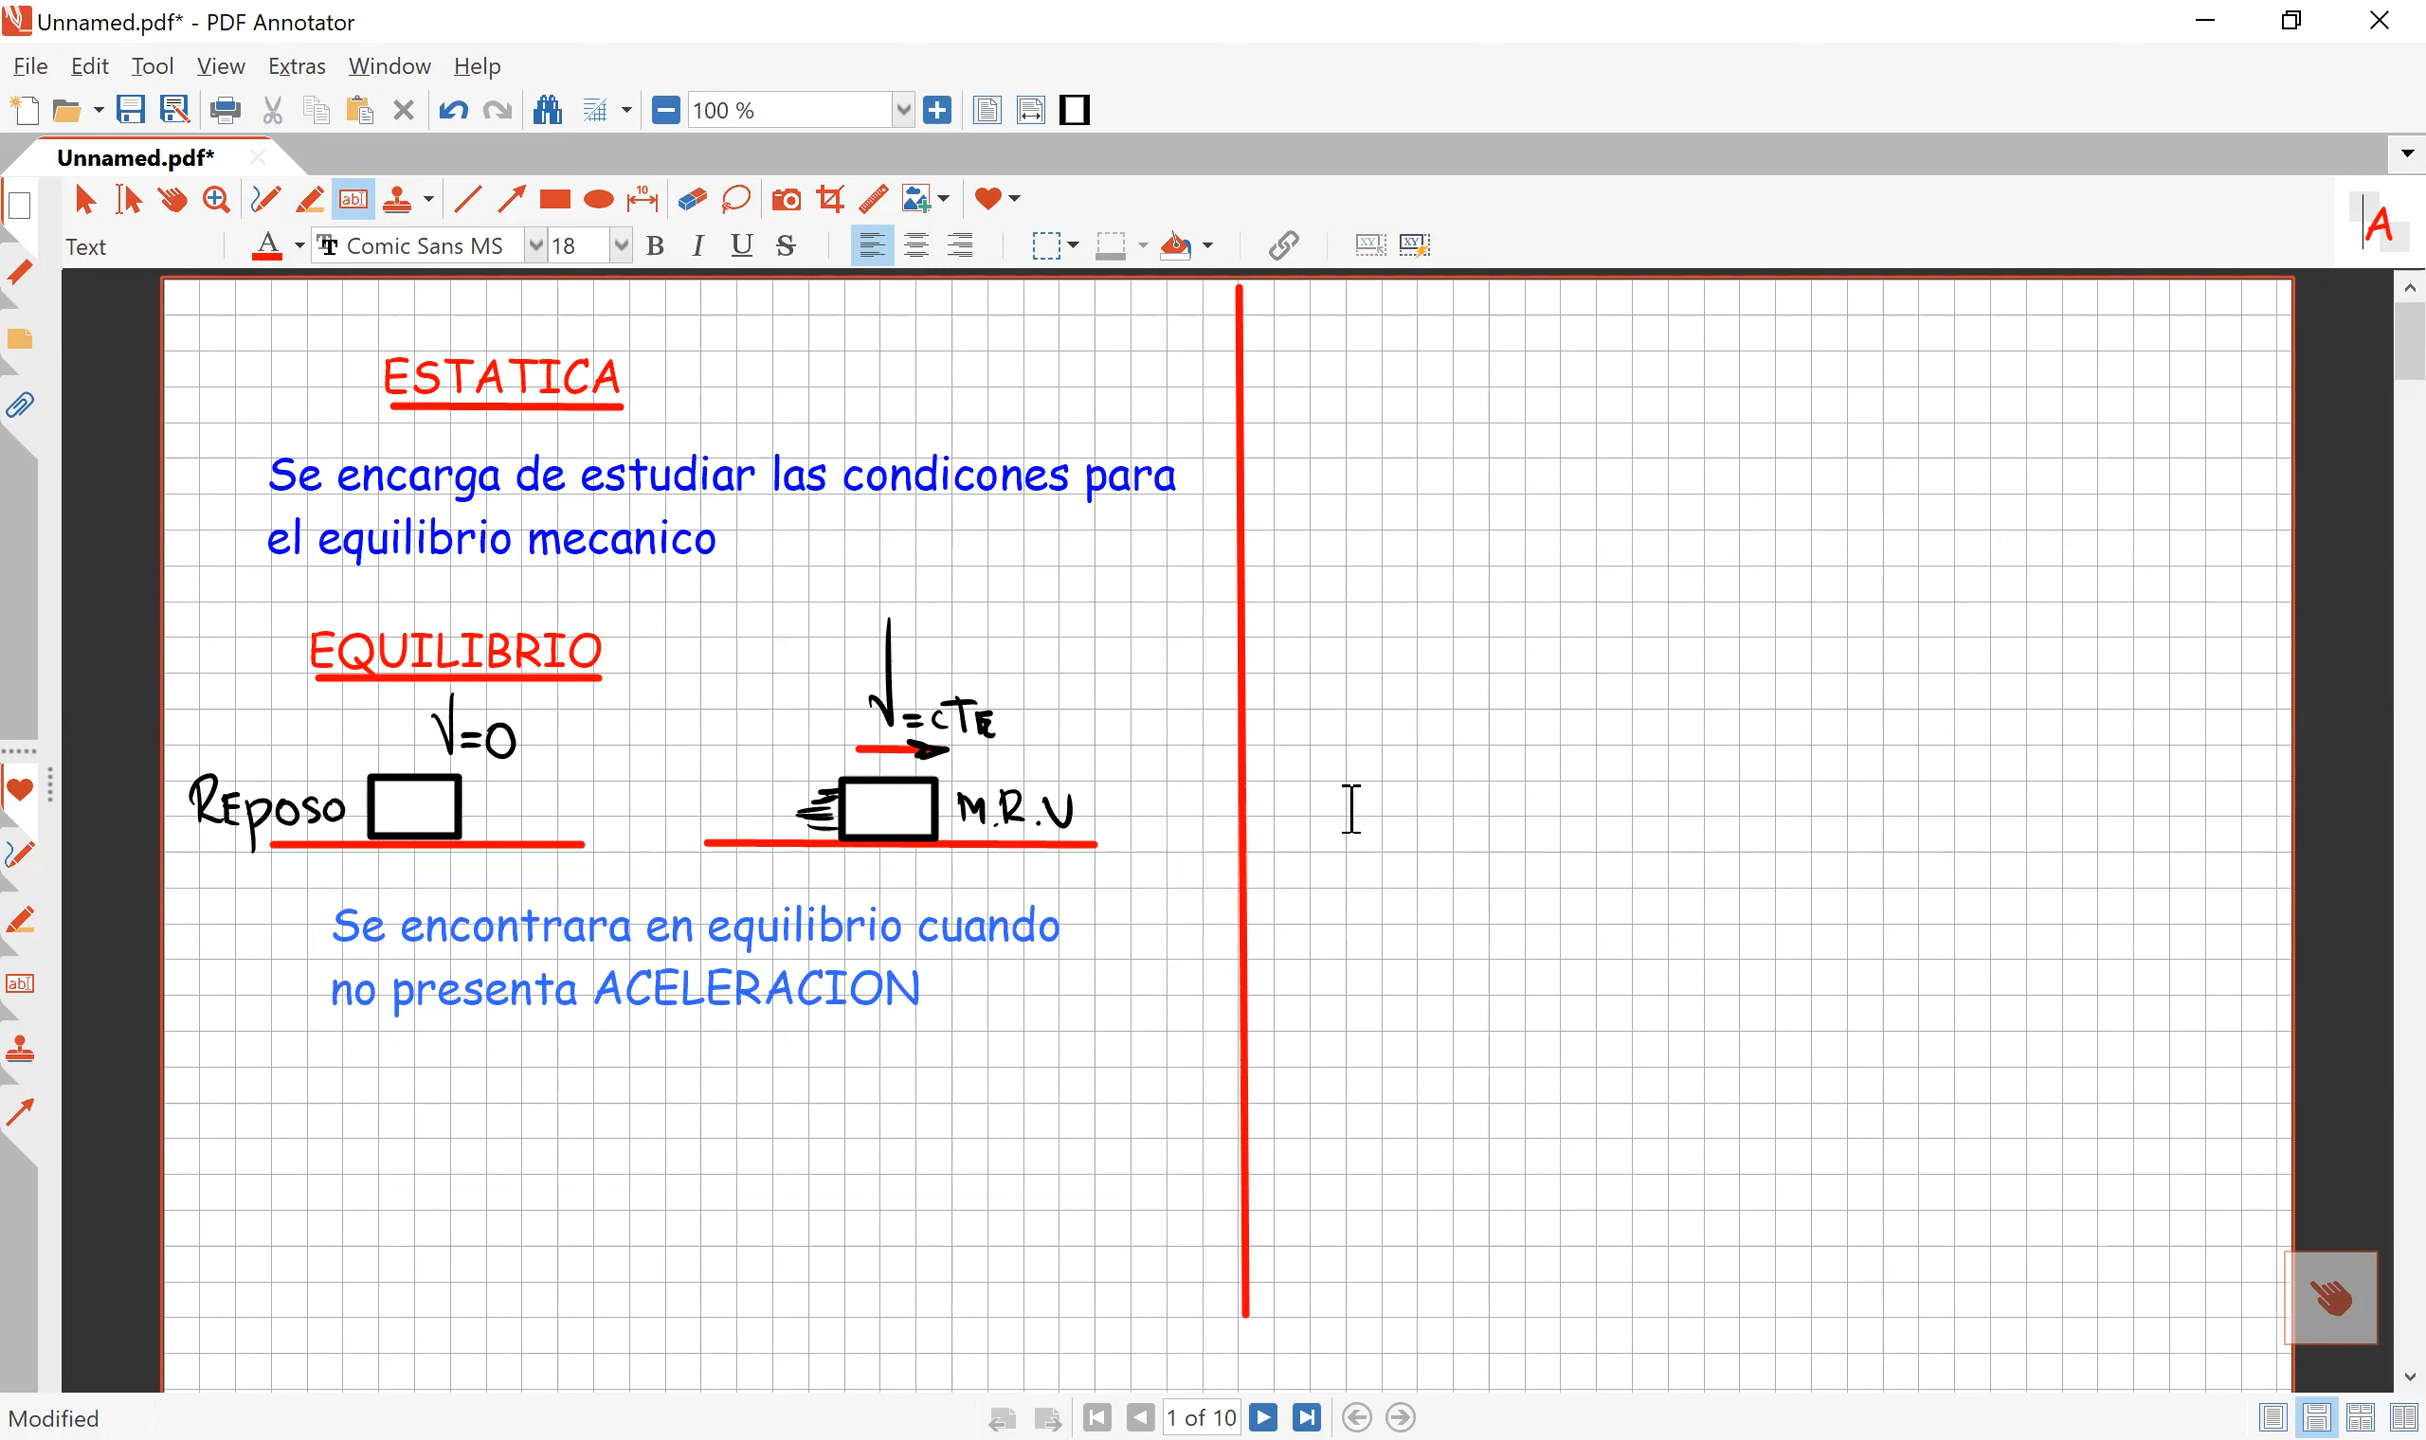 Unnamed.pdf* - PDF Annotator
File Edit Tool View Extras Window Help
100 %
Unnamed.pdf*
Text A Comic Sans MS 18 B I U S
A
ESTATICA
Se encarga de estudiar las condicones para
el equilibrio mecanico
EQUILIBRIO
V=0
V=CTE
REposo
M.R.U
Se encontrara en equilibrio cuando
no presenta ACELERACION
Modified
1 of 10